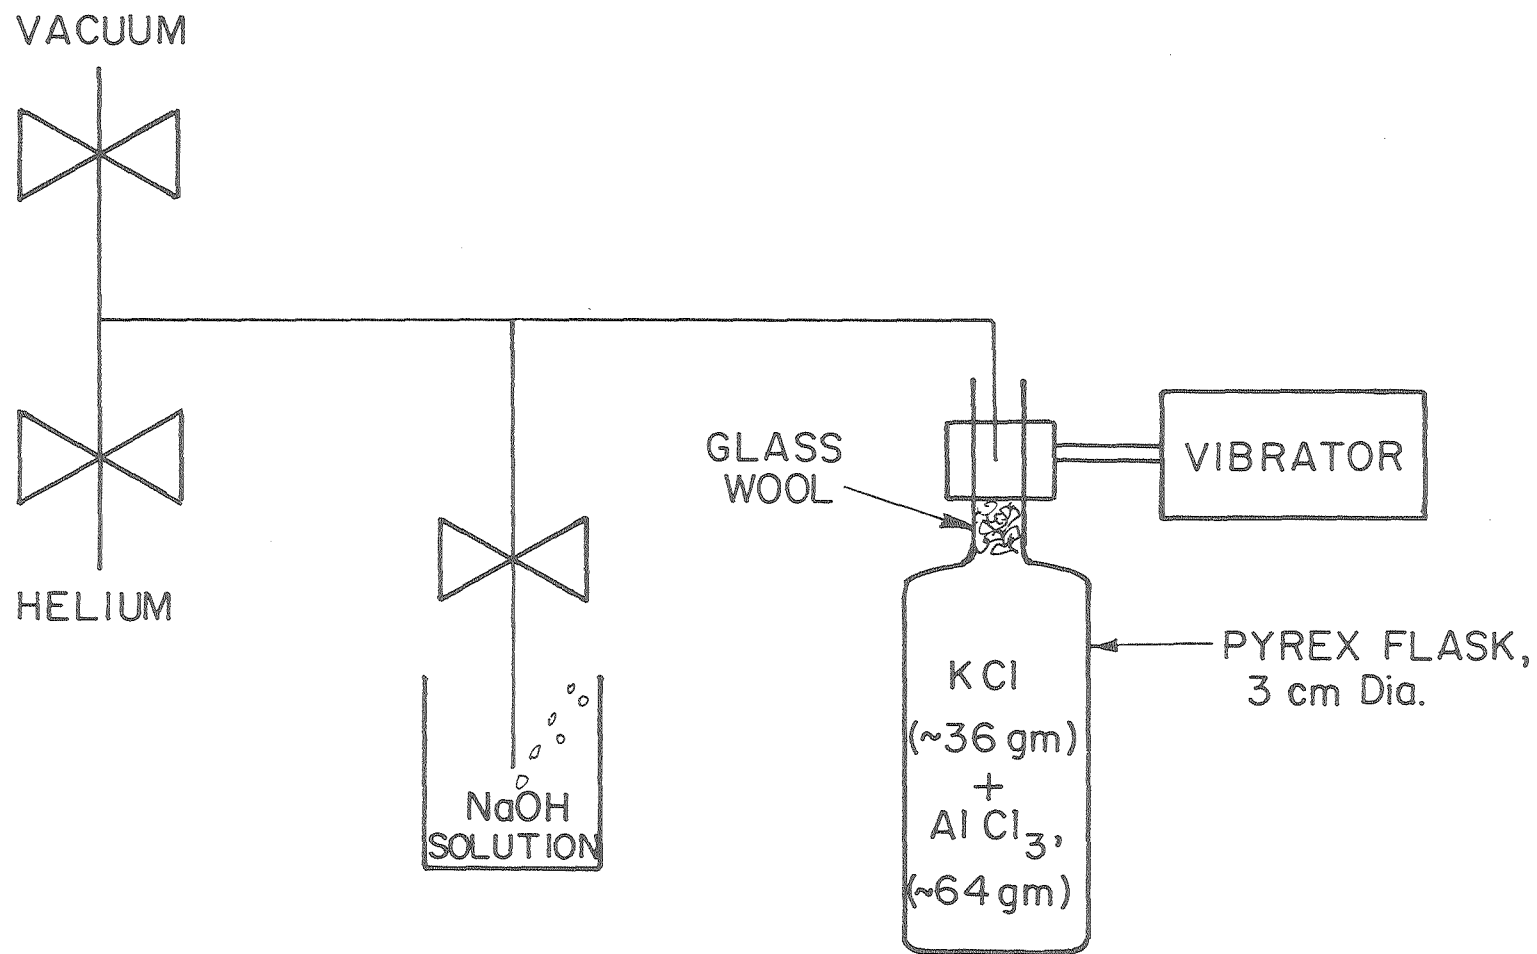 VACUUM
HELIUM
NaOH
SOLUTION
GLASS
WOOL
VIBRATOR
PYREX FLASK,
3 cm Dia.
KCl
(~36 gm)
+
AlCl3,
(~64 gm)